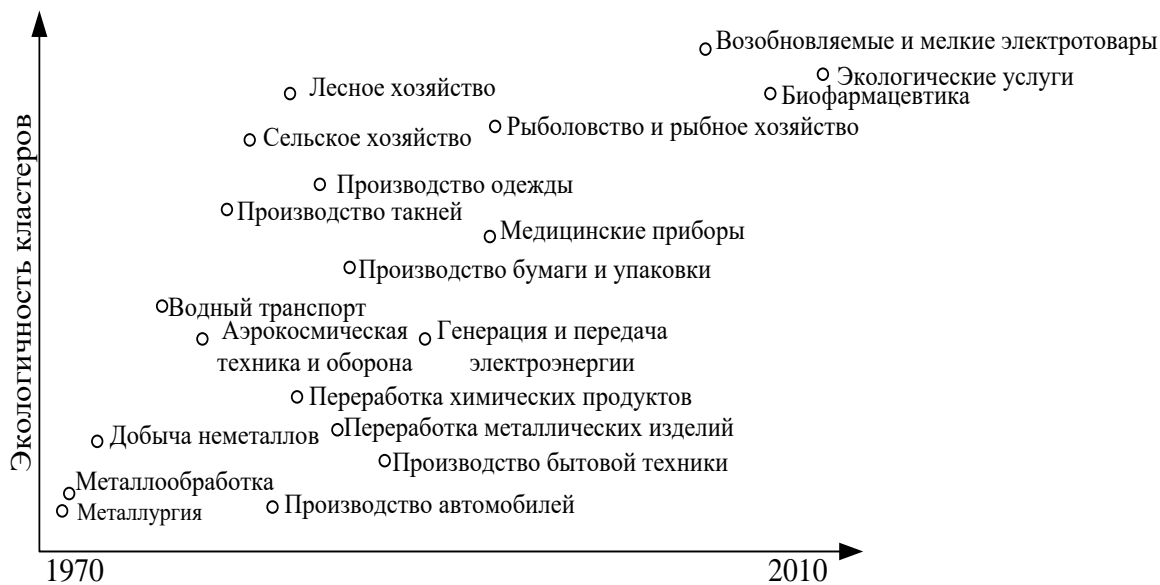 Возобновляемые и мелкие электротовары
Экологические услуги
Лесное хозяйство
Биофармацевтика
Рыболовство и рыбное хозяйство
Сельское хозяйство
Производство одежды
Производство такней
Медицинские приборы
Производство бумаги и упаковки
Водный транспорт
Аэрокосмическая
техника и оборона
Генерация и передача
электроэнергии
Переработка химических продуктов
Переработка металлических изделий
Добыча неметаллов
Производство бытовой техники
Металлообработка
Производство автомобилей
Металлургия
Экологичность кластеров
1970
2010